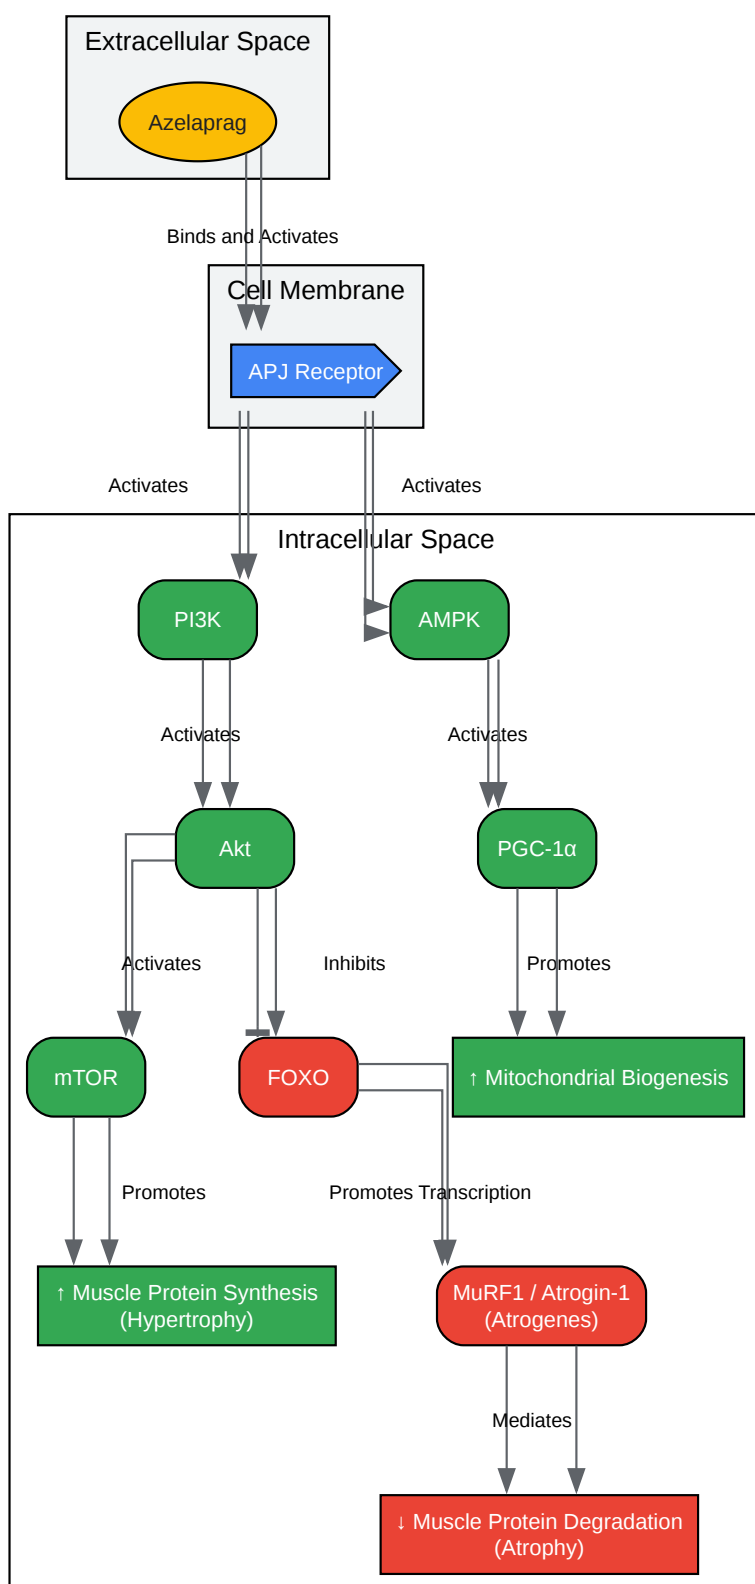 Extracellular Space
Azelaprag
Binds and Activates
Cell Membrane
APJ Receptor
Activates
Activates
Intracellular Space
PI3K
AMPK
Activates
Activates
Akt
PGC-1α
Activates
Inhibits
Promotes
mTOR
FOXO
↑ Mitochondrial Biogenesis
Promotes
Promotes Transcription
↑ Muscle Protein Synthesis
(Hypertrophy)
MuRF1 / Atrogin-1
(Atrogenes)
Mediates
↓ Muscle Protein Degradation
(Atrophy)